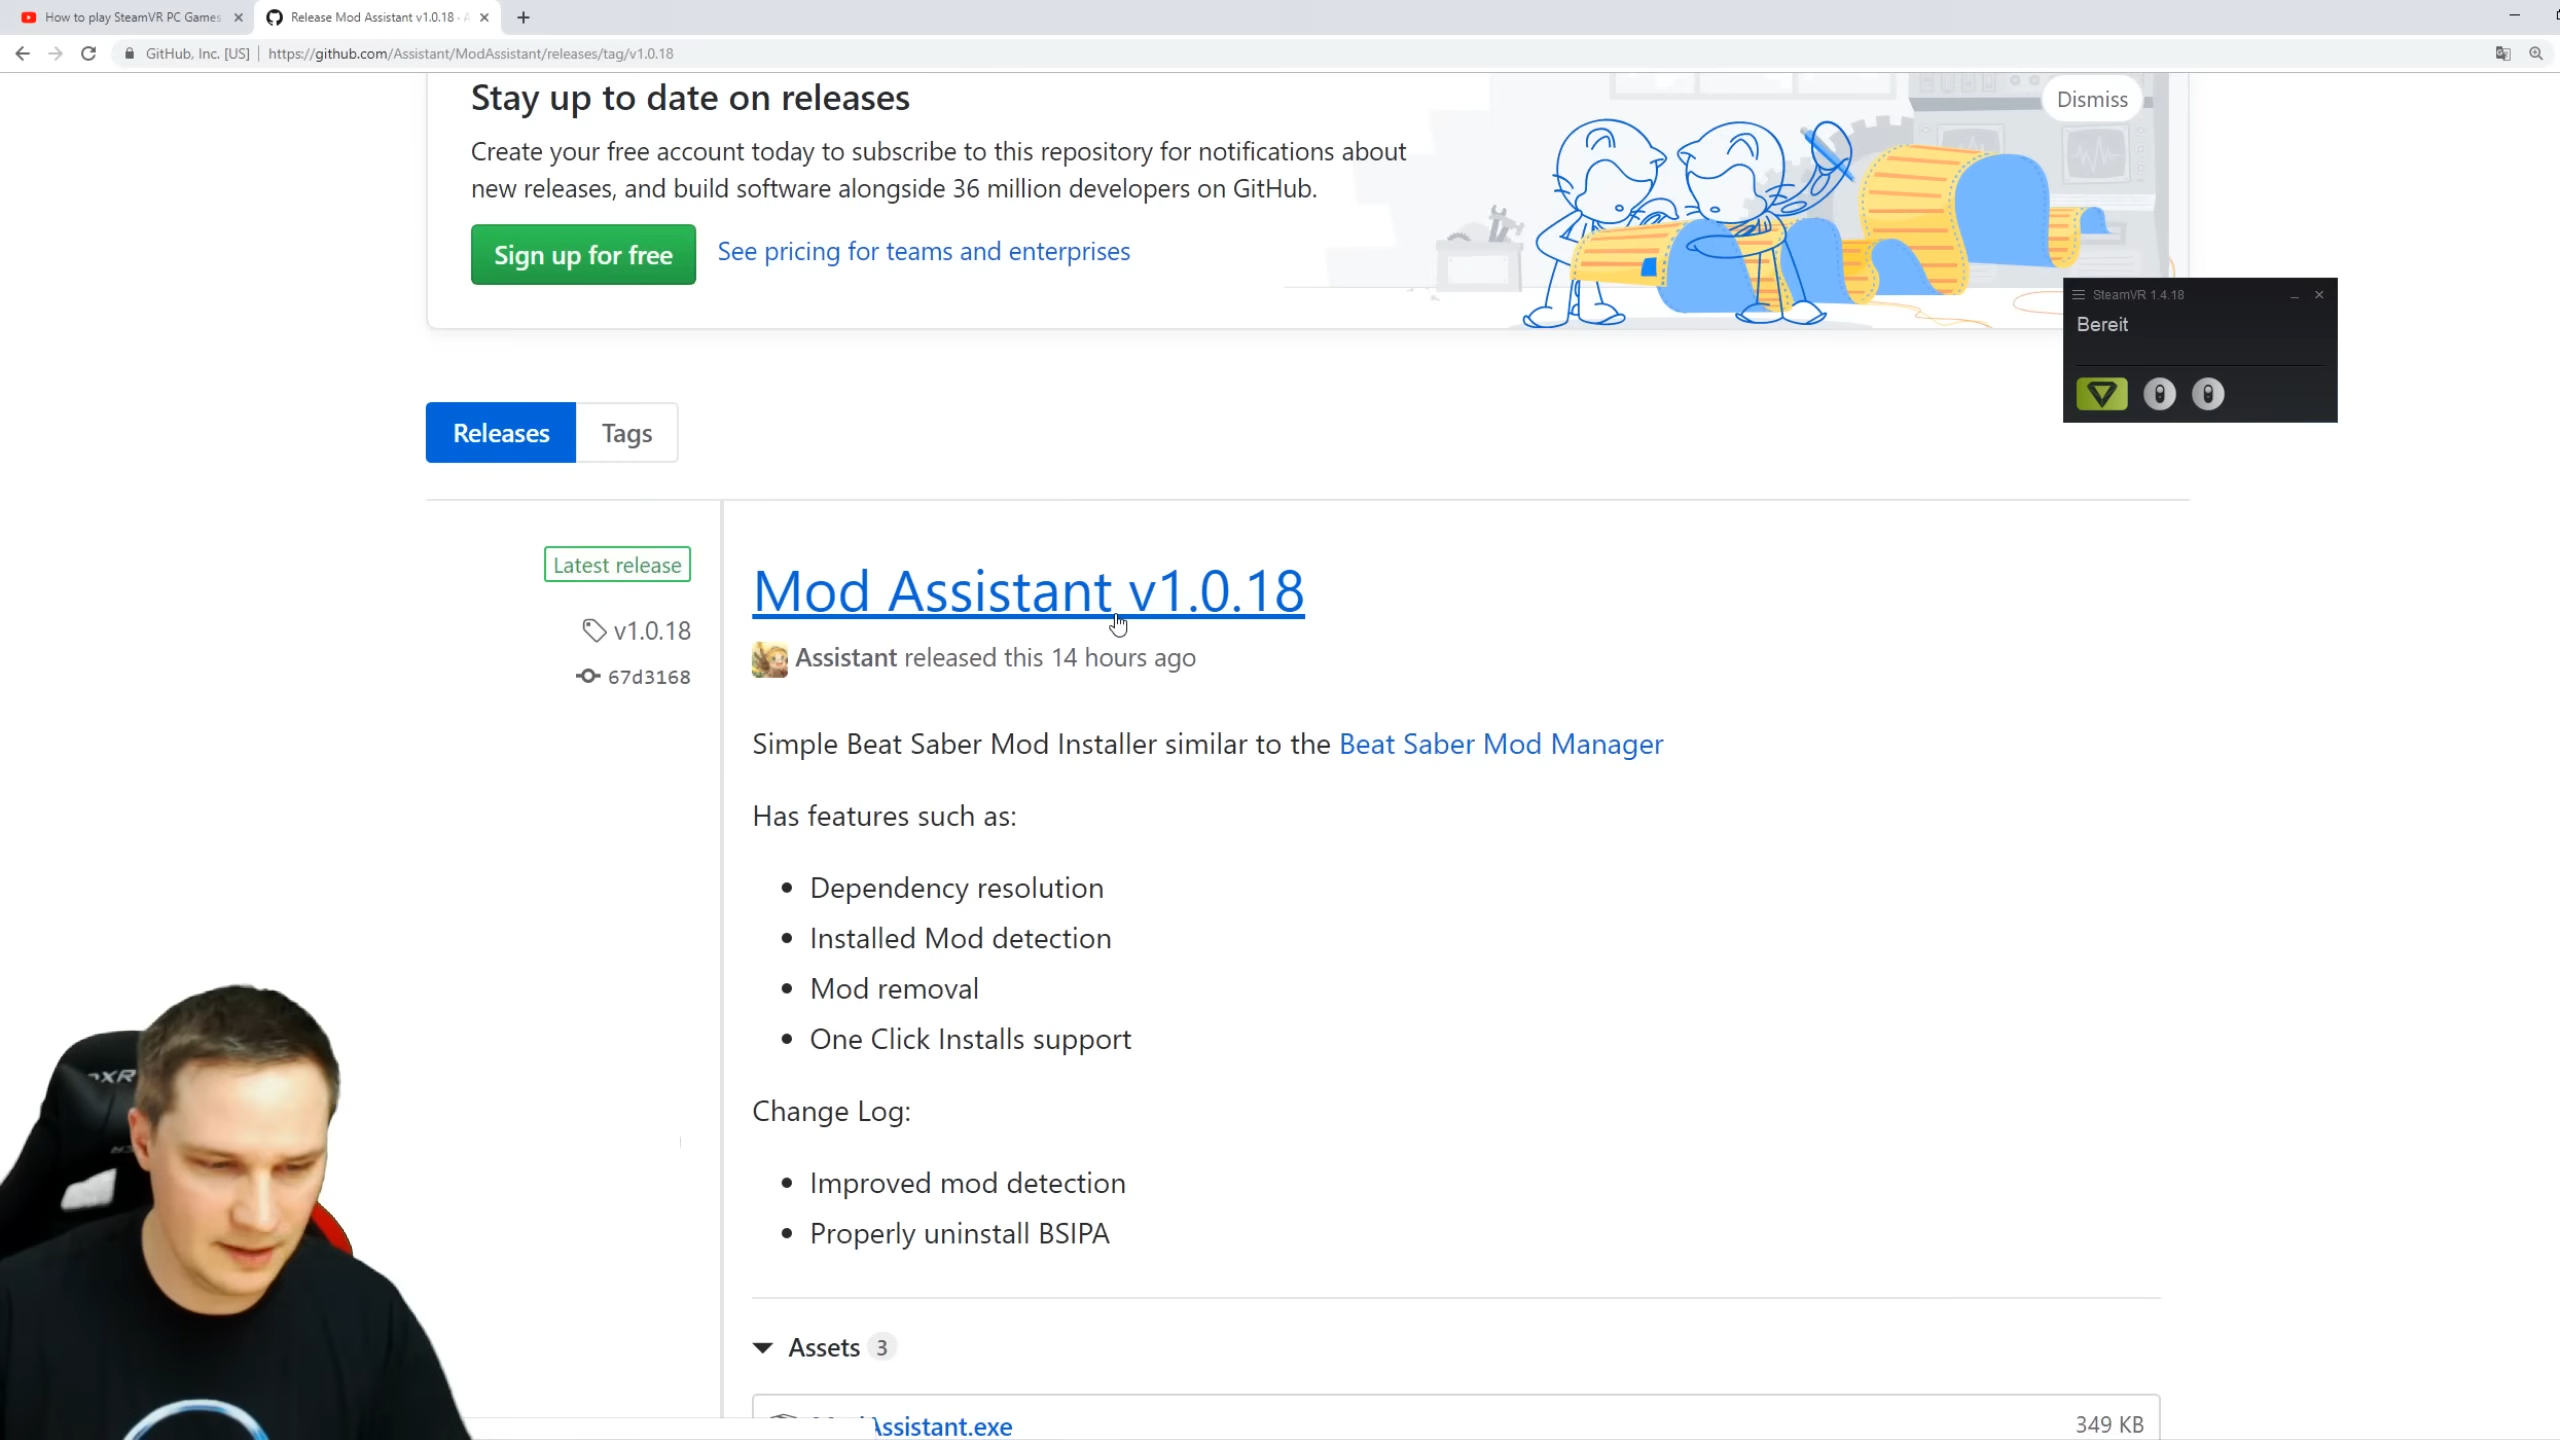 How to play SteamVR PC Games
Release Mod Assistant v1.0.18 · A
GitHub, Inc. [US] | https://github.com/Assistant/ModAssistant/releases/tag/v1.0.18
Stay up to date on releases
Dismiss
Create your free account today to subscribe to this repository for notifications about
new releases, and build software alongside 36 million developers on GitHub.
Sign up for free
See pricing for teams and enterprises
SteamVR 1.4.18
Bereit
Releases
Tags
Latest release
v1.0.18
67d3168
Mod Assistant v1.0.18
Assistant released this 14 hours ago
Simple Beat Saber Mod Installer similar to the Beat Saber Mod Manager
Has features such as:
• Dependency resolution
• Installed Mod detection
• Mod removal
• One Click Installs support
Change Log:
• Improved mod detection
• Properly uninstall BSIPA
Assets 3
Assistant.exe
349 KB